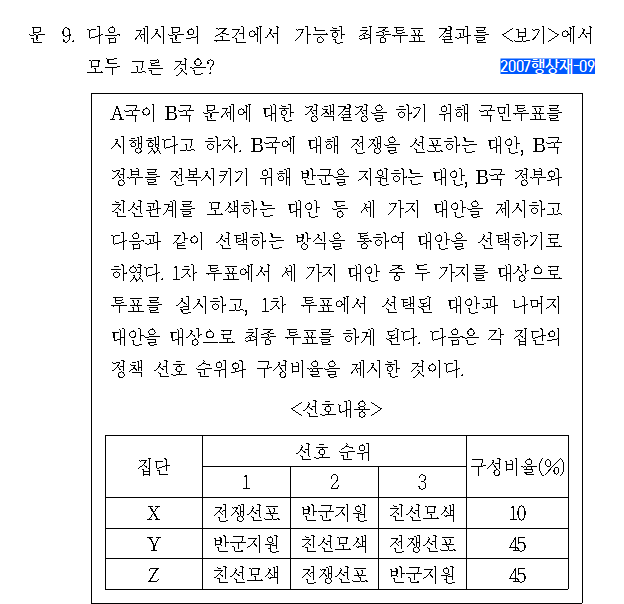 문 9. 다음 제시문의 조건에서 가능한 최종투표 결과를 <보기>에서
모두 고른 것은?
2007행상재-09
A국이 B국 문제에 대한 정책결정을 하기 위해 국민투표를
시행했다고 하자. B국에 대해 전쟁을 선포하는 대안, B국
정부를 전복시키기 위해 반군을 지원하는 대안, B국 정부와
친선관계를 모색하는 대안 등 세 가지 대안을 제시하고
다음과 같이 선택하는 방식을 통하여 대안을 선택하기로
하였다. 1차 투표에서 세 가지 대안 중 두 가지를 대상으로
투표를 실시하고, 1차 투표에서 선택된 대안과 나머지
대안을 대상으로 최종 투표를 하게 된다. 다음은 각 집단의
정책 선호 순위와 구성비율을 제시한 것이다.
<선호내용>
집단 선호 순위 구성비율(%)
1 2 3
X 전쟁선포 반군지원 친선모색 10
Y 반군지원 친선모색 전쟁선포 45
Z 친선모색 전쟁선포 반군지원 45